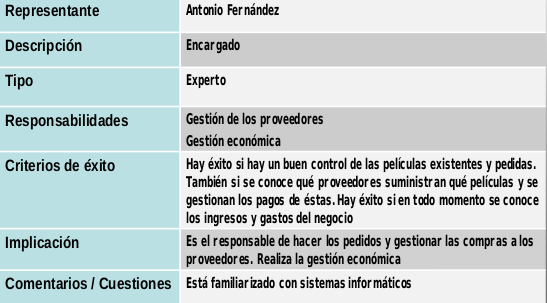 Representante Antonio Fernández
Descripción Encargado
Tipo Experto
Responsabilidades Gestión de los proveedores
Gestión económica
Criterios de éxito Hay éxito si hay un buen control de las películas existentes y pedidas.
También si se conoce qué proveedores suministran qué películas y se
gestionan los pagos de éstas. Hay éxito si en todo momento se conoce
los ingresos y gastos del negocio
Implicación Es el responsable de hacer los pedidos y gestionar las compras a los
proveedores. Realiza la gestión económica
Comentarios / Cuestiones Está familiarizado con sistemas informáticos